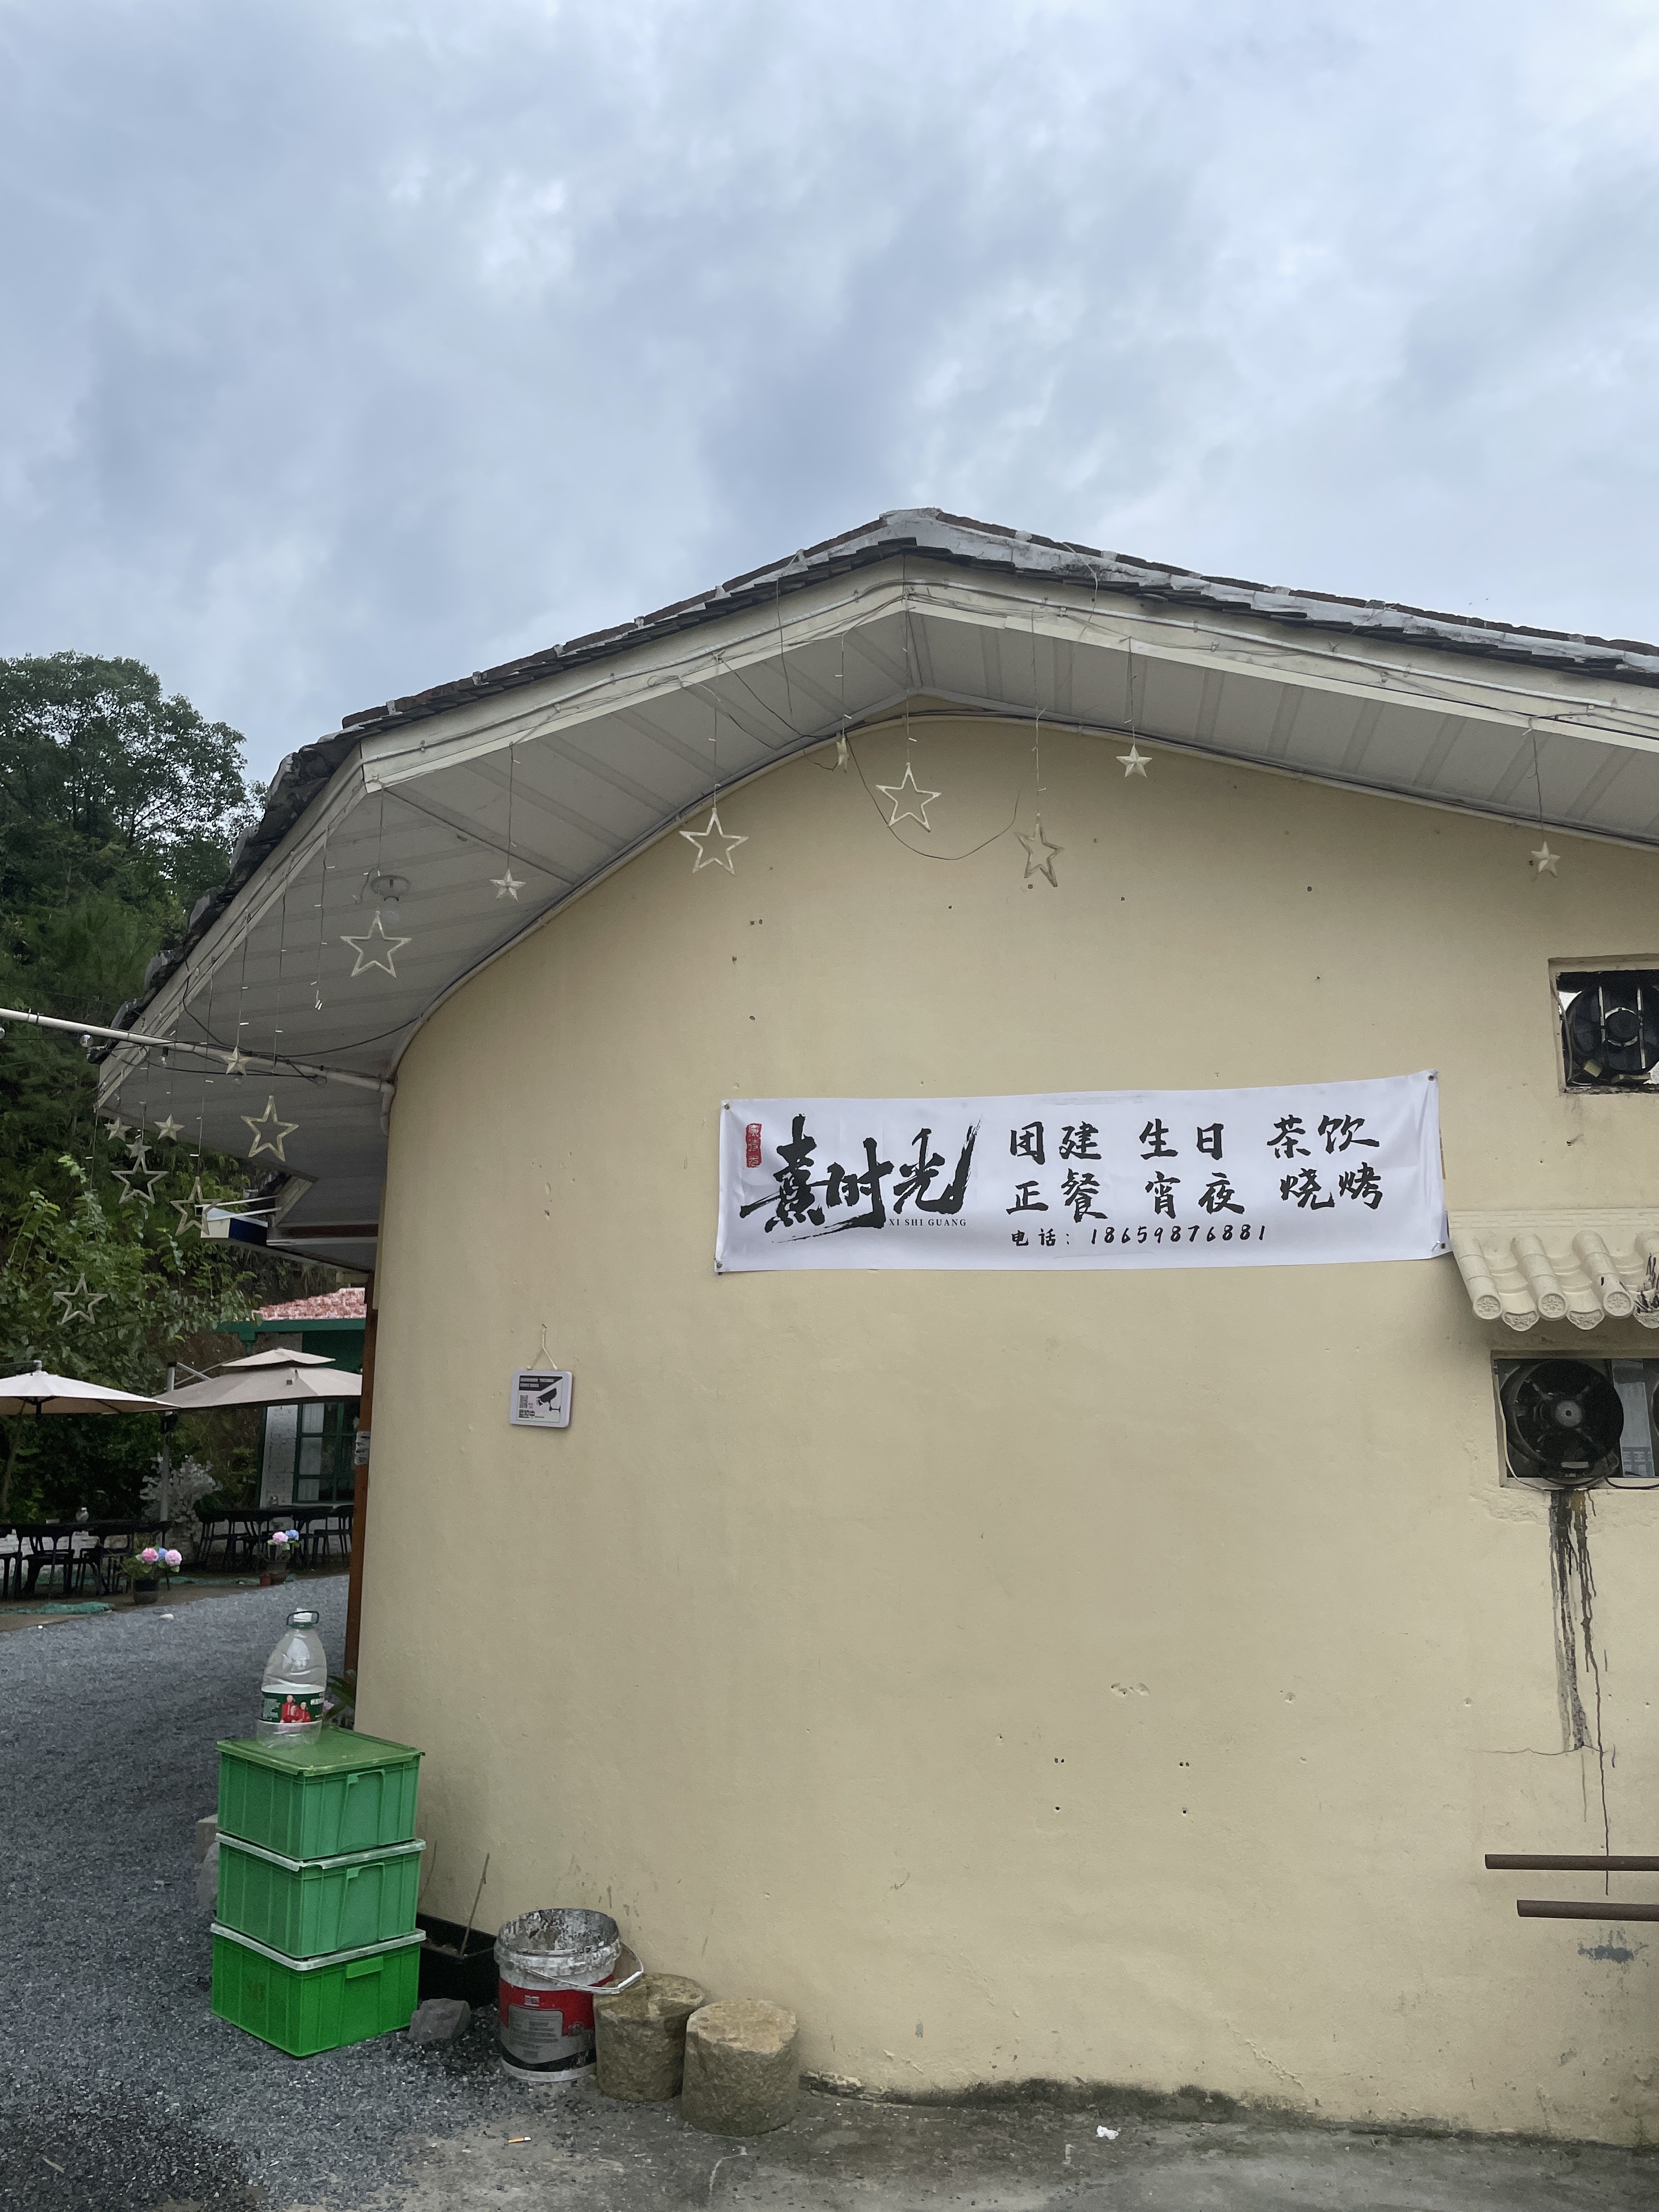 熹时光
XI SHI GUANG
团建 生日 茶饮
正餐 宵夜 烧烤
电话：18659876881